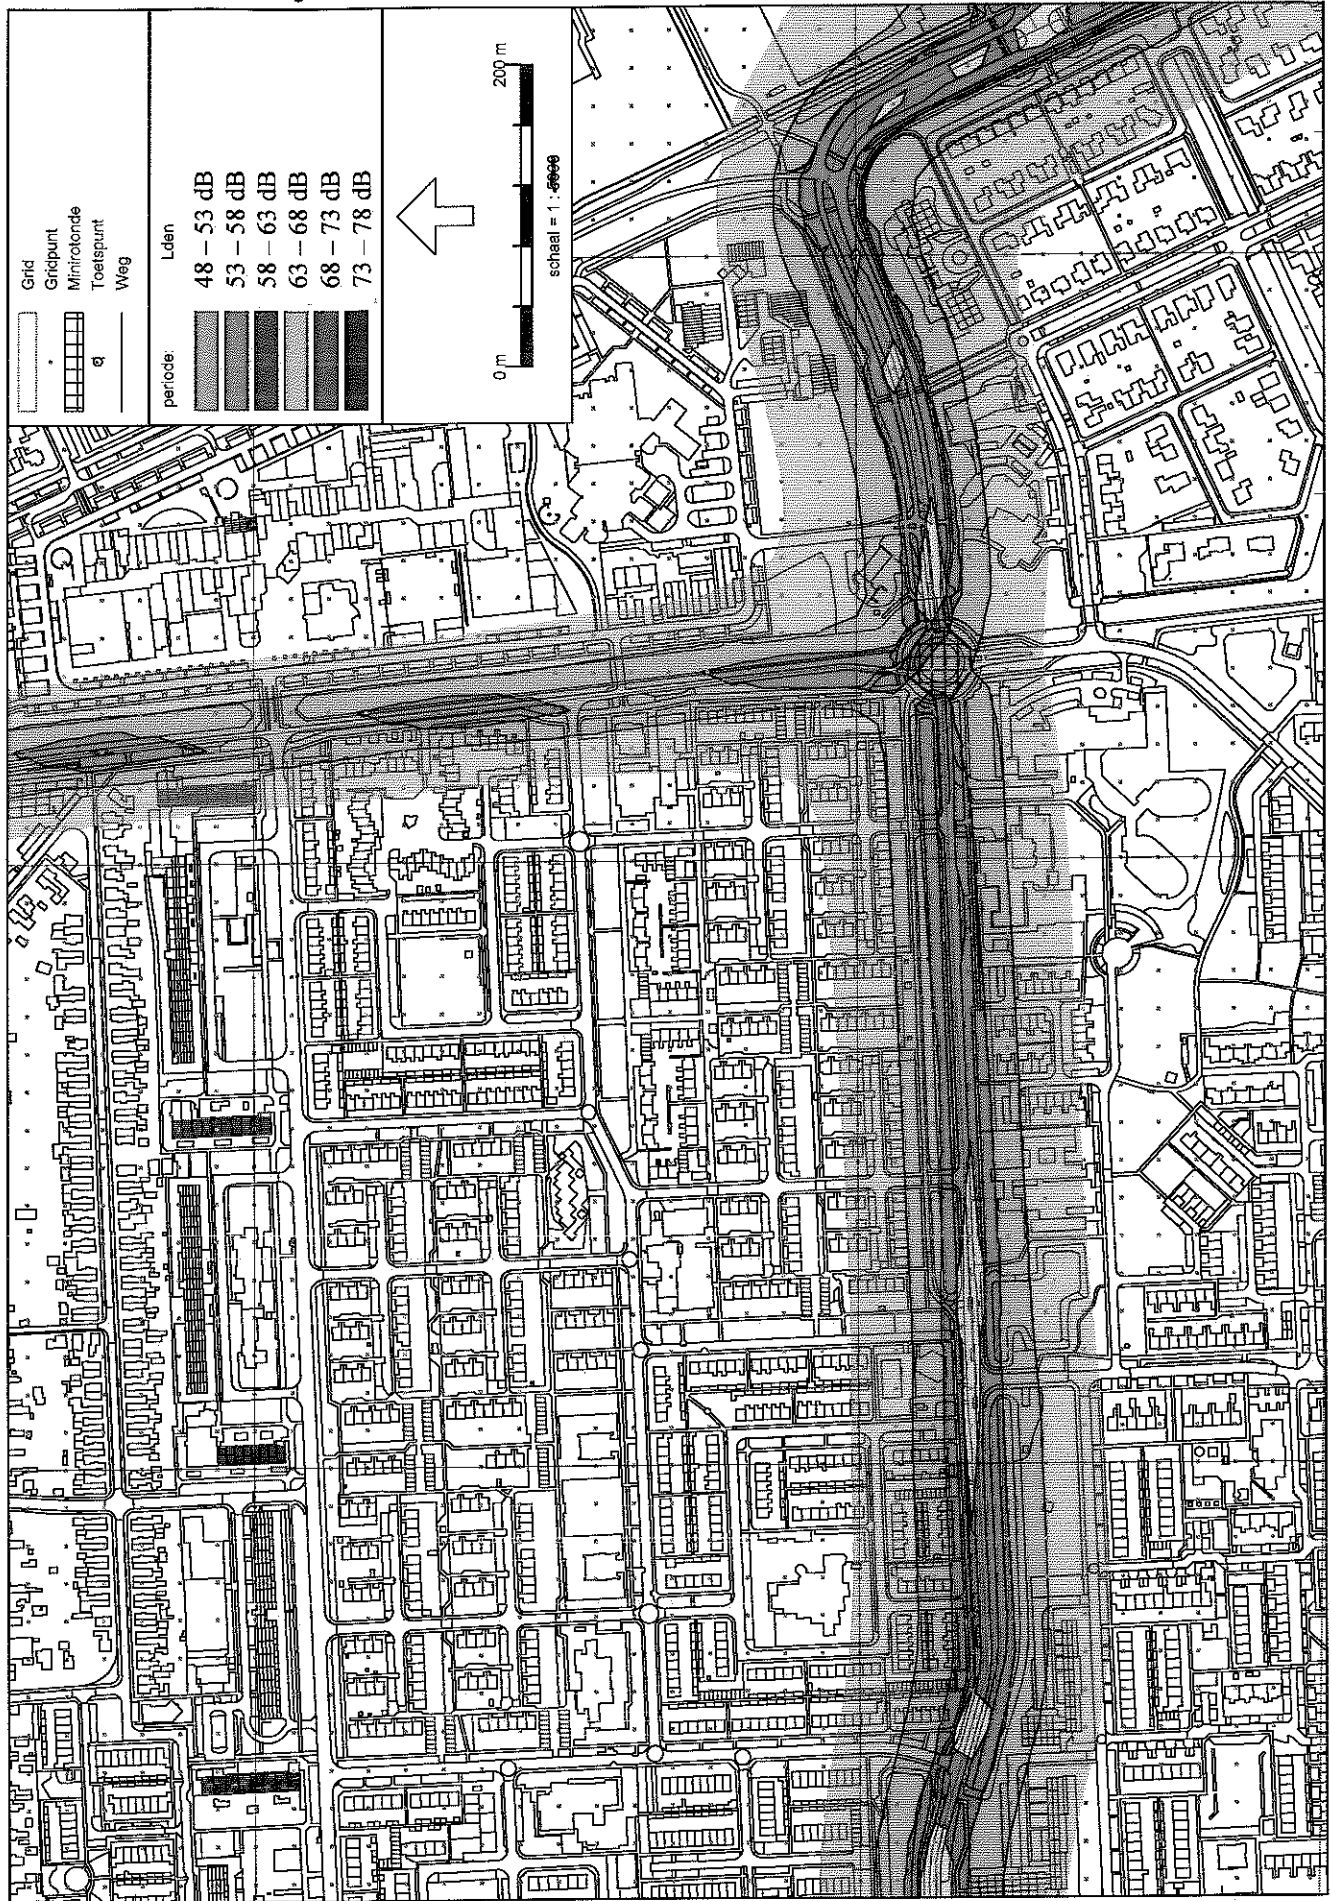 Grid
Gridpunt
Minirotonde
Toetspunt
Weg
periode: Lden
48 – 53 dB
53 – 58 dB
58 – 63 dB
63 – 68 dB
68 – 73 dB
73 – 78 dB
0 m 200 m
schaal = 1 :